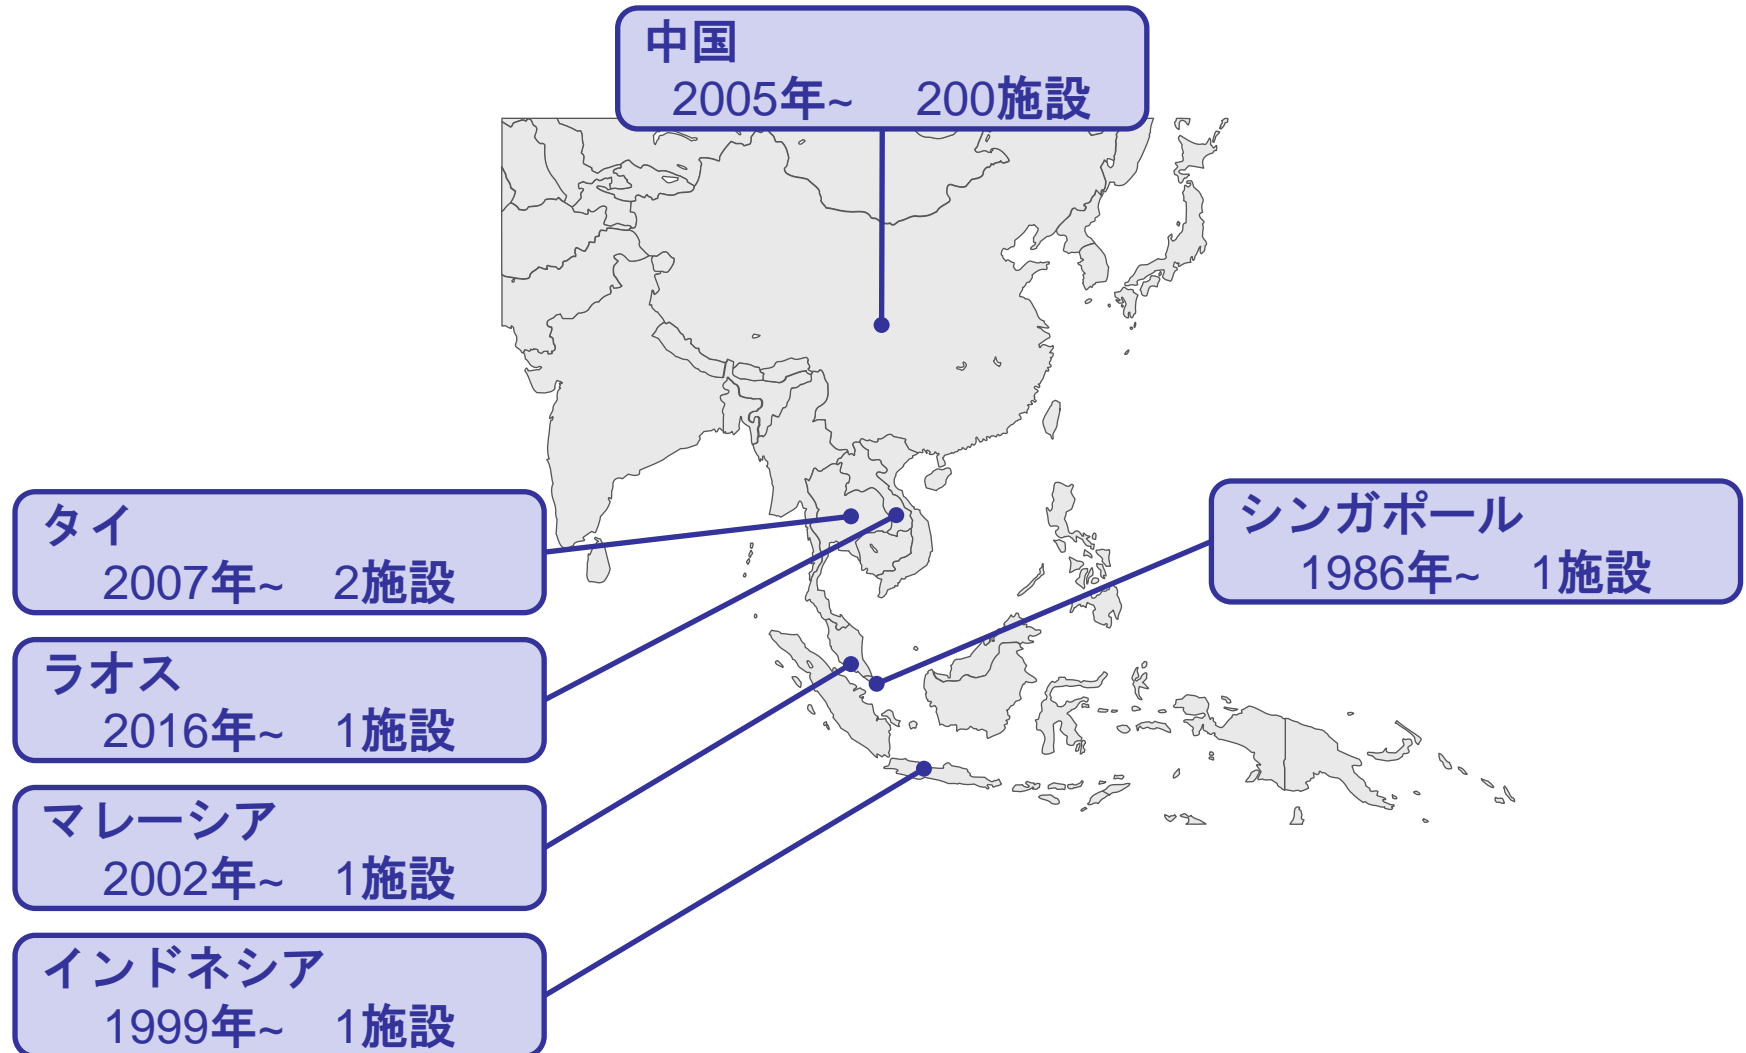 中国
2005年~ 200施設
タイ
2007年~ 2施設
シンガポール
1986年~ 1施設
ラオス
2016年~ 1施設
マレーシア
2002年~ 1施設
インドネシア
1999年~ 1施設